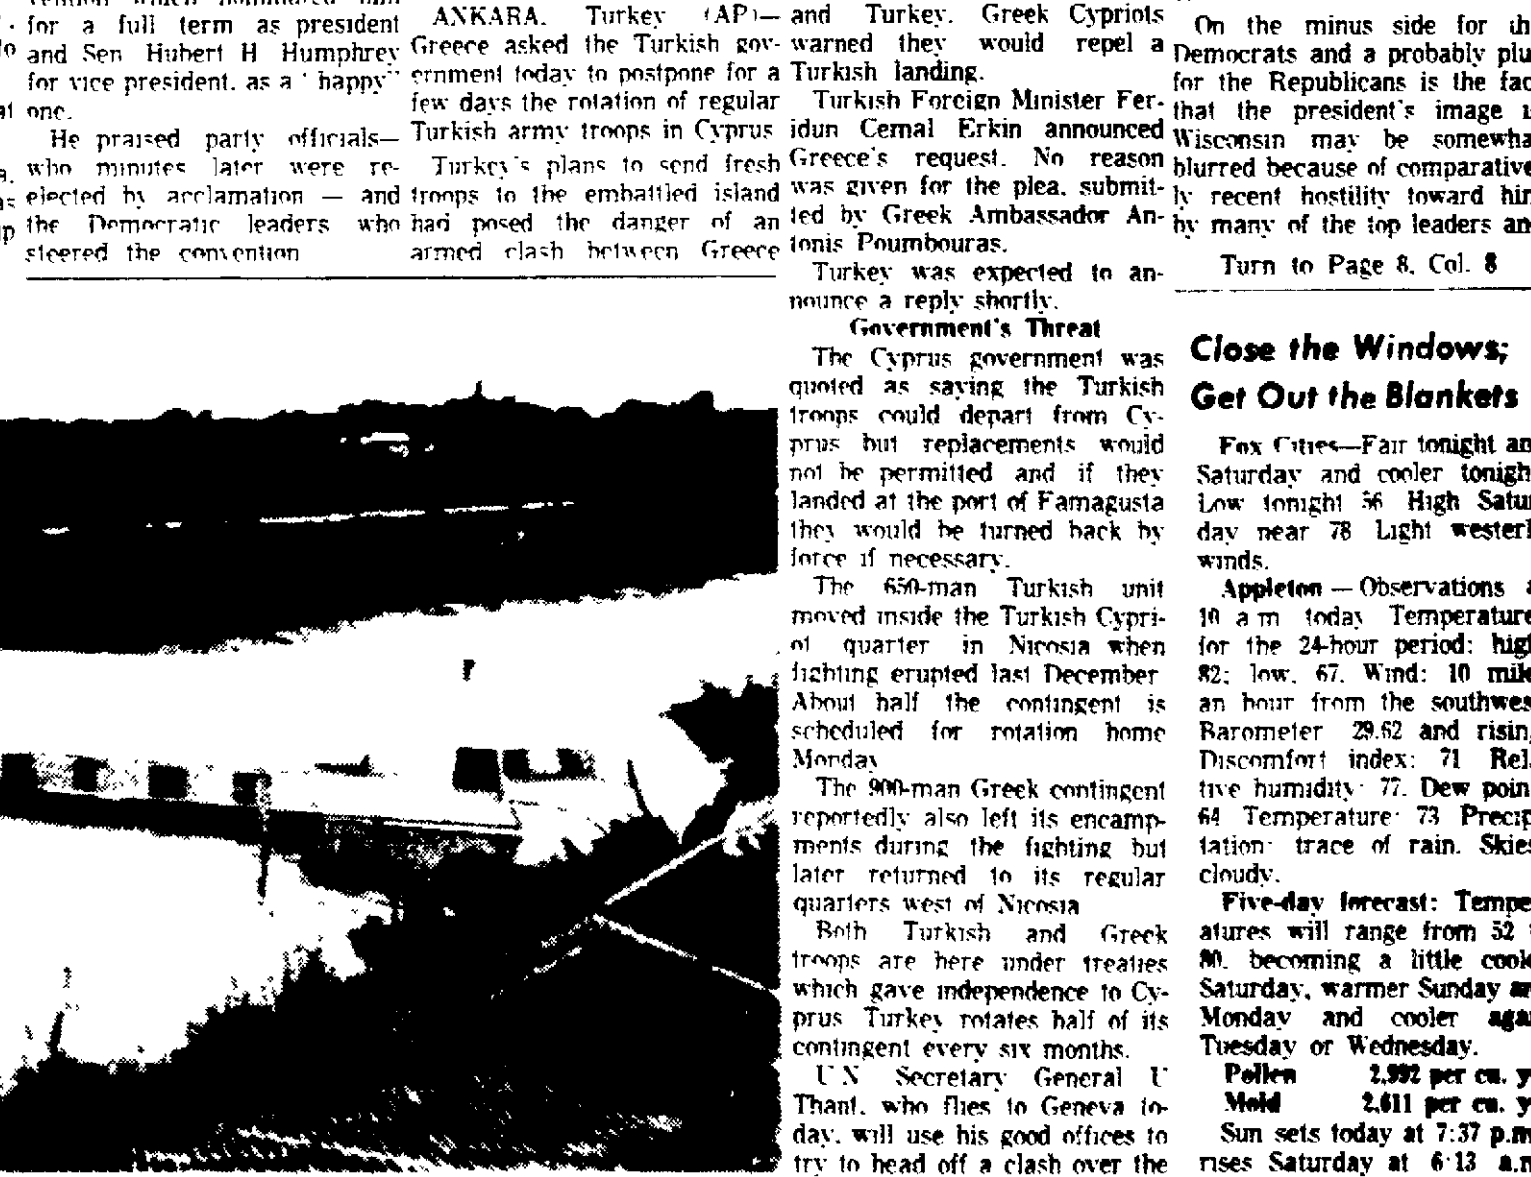 for a full term as president
and Sen Hubert H Humphrey
for vice president. as a "happy"
one.
He praised party officials—
who minutes later were re-
elected by acclamation — and
the Democratic leaders who
steered the convention
ANKARA. Turkey (AP)—
Greece asked the Turkish gov-
ernment today to postpone for a
few days the rotation of regular
Turkish army troops in Cyprus
Turkey's plans to send fresh
troops to the embattled island
had posed the danger of an
armed clash between Greece
and Turkey. Greek Cypriots
warned they would repel a
Turkish landing.
Turkish Foreign Minister Fer-
idun Cemal Erkin announced
Greece's request. No reason
was given for the plea. submit-
ted by Greek Ambassador An-
tonis Poumbouras.
Turkey was expected to an-
nounce a reply shortly.
Government's Threat
The Cyprus government was
quoted as saying the Turkish
troops could depart from Cy-
prus but replacements would
not be permitted and if they
landed at the port of Famagusta
they would be turned back by
force if necessary.
The 650-man Turkish unit
moved inside the Turkish Cypri-
ot quarter in Nicosia when
fighting erupted last December
About half the contingent is
scheduled for rotation home
Monday
The 900-man Greek contingent
reportedly also left its encamp-
ments during the fighting but
later returned to its regular
quarters west of Nicosia
Both Turkish and Greek
troops are here under treaties
which gave independence to Cy-
prus Turkey rotates half of its
contingent every six months.
U N Secretary General U
Thant. who flies to Geneva to-
day. will use his good offices to
try to head off a clash over the
On the minus side for th
Democrats and a probably plu
for the Republicans is the fac
that the president's image i
Wisconsin may be somewha
blurred because of comparative
ly recent hostility toward him
by many of the top leaders an
Turn to Page 8, Col. 8
Close the Windows;
Get Out the Blankets
Fox Cities—Fair tonight an
Saturday and cooler tonigh
Low tonight 56 High Satur
day near 78 Light westerl
winds.
Appleton — Observations a
10 a m today Temperature
for the 24-hour period: high
82; low. 67. Wind: 10 mile
an hour from the southwes
Barometer 29.62 and rising
Discomfort index: 71 Rela
tive humidity 77. Dew poin
64 Temperature 73 Precip
tation trace of rain. Skies
cloudy.
Five-day forecast: Tempe
atures will range from 52 t
80. becoming a little coole
Saturday, warmer Sunday an
Monday and cooler aga
Tuesday or Wednesday.
Pollen 2,992 per cu. y
Mold 2,611 per cu. y
Sun sets today at 7:37 p.m
rises Saturday at 6:13 a.m